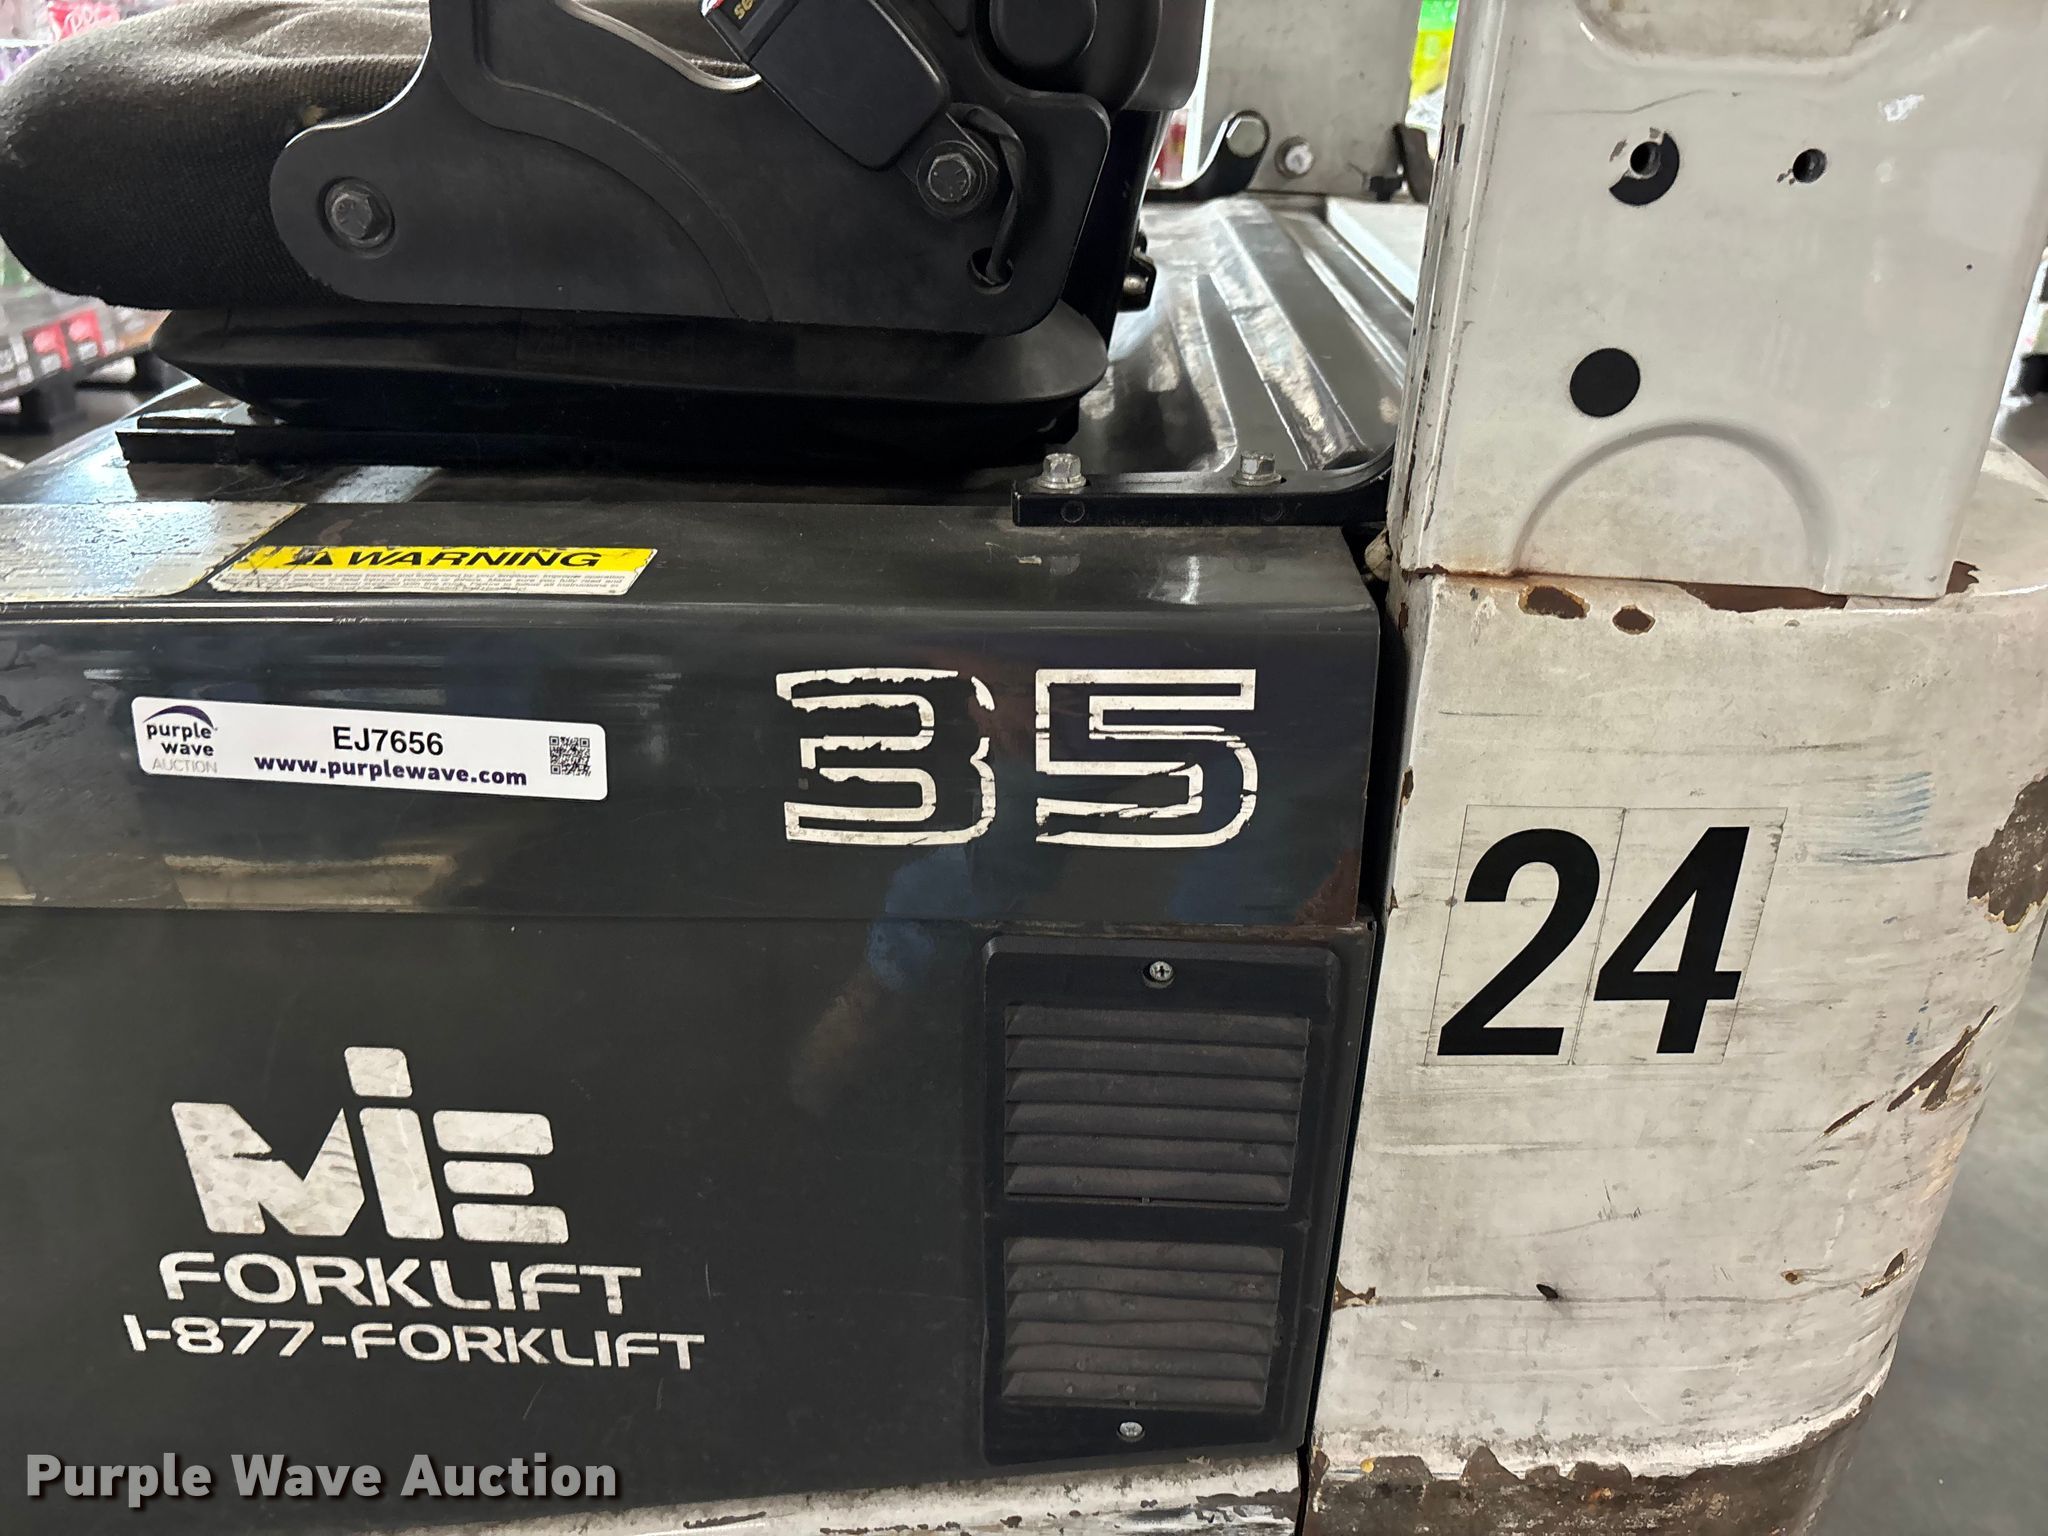 WARNING
purple
wave
AUCTION
EJ7656
www.purplewave.com
35
24
MiE
FORKLIFT
1-877-FORKLIFT
Purple Wave Auction